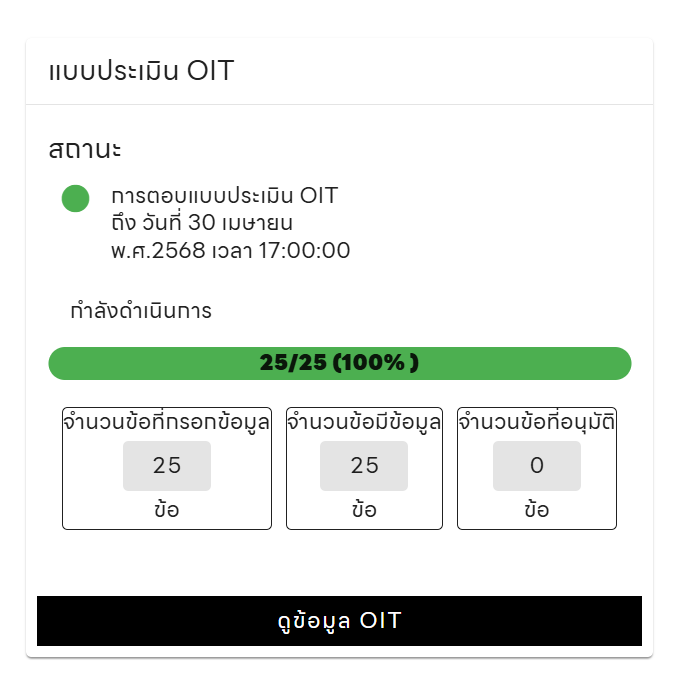 แบบประเมิน OIT
สถานะ
การตอบแบบประเมิน OIT
ถึง วันที่ 30 เมษายน
พ.ศ.2568 เวลา 17:00:00
กำลังดำเนินการ
25/25 (100% )
จำนวนข้อที่กรอกข้อมูล
25
ข้อ
จำนวนข้อมีข้อมูล
25
ข้อ
จำนวนข้อที่อนุมัติ
0
ข้อ
ดูข้อมูล OIT